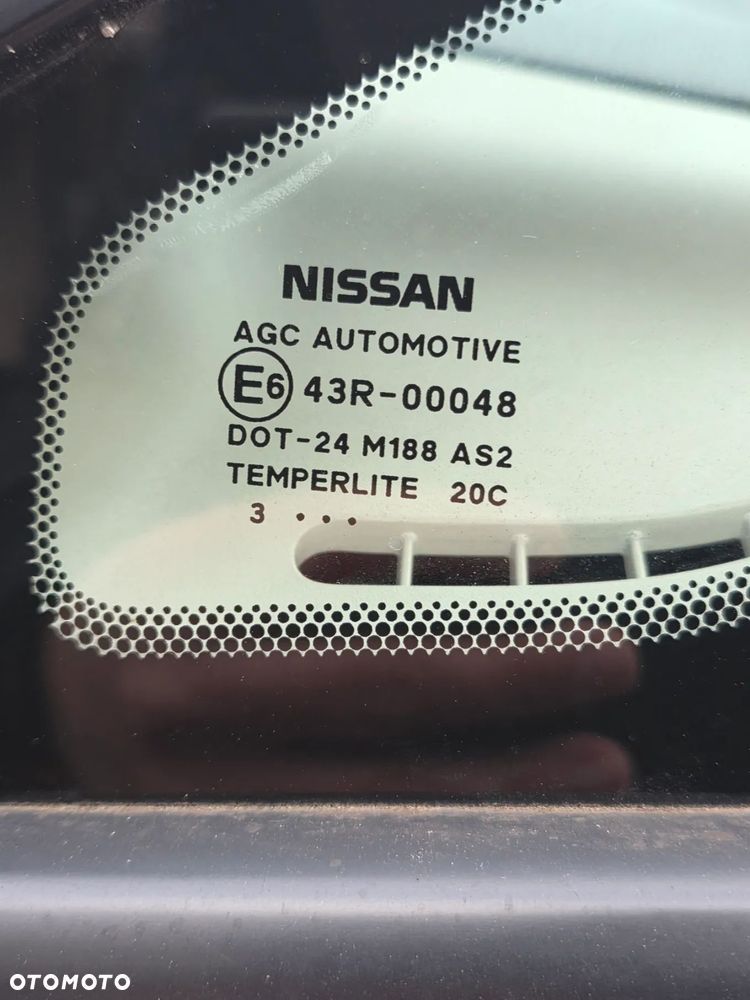 NISSAN
AGC AUTOMOTIVE
E6 43R-00048
DOT-24 M188 AS2
TEMPERLITE 20C
3 ...
OTOMOTO